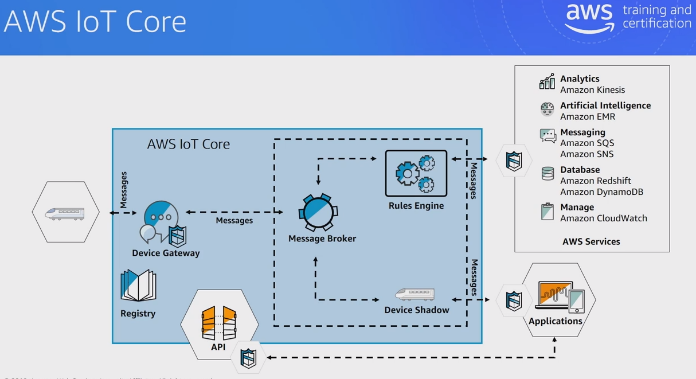 AWS IoT Core
aws training and
certification
Analytics
Amazon Kinesis
Artificial Intelligence
Amazon EMR
Messaging
Amazon SQS
Amazon SNS
Database
Amazon Redshift
Amazon DynamoDB
Manage
Amazon CloudWatch
AWS Services
AWS IoT Core
Messages
Messages
Messages
Rules Engine
Message Broker
Device Gateway
Messages
Registry
Device Shadow
Applications
API